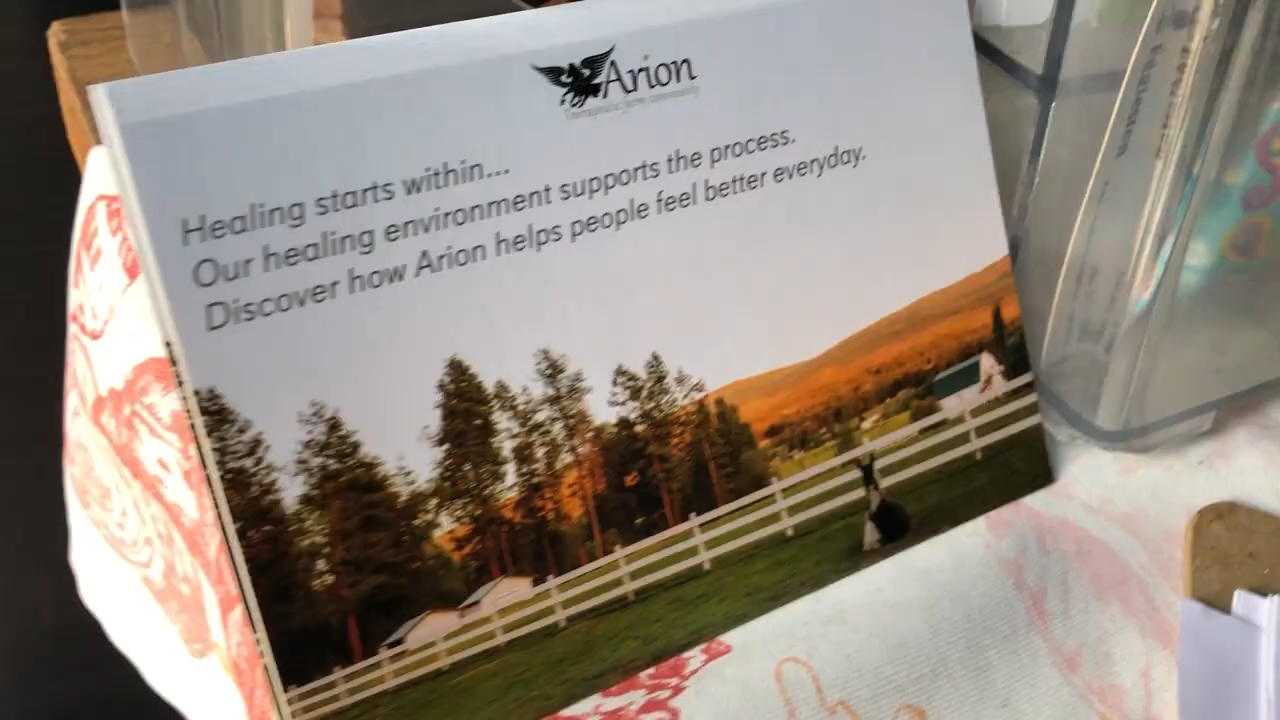 Arion
Healing starts within...
Our healing environment supports the process.
Discover how Arion helps people feel better everyday.